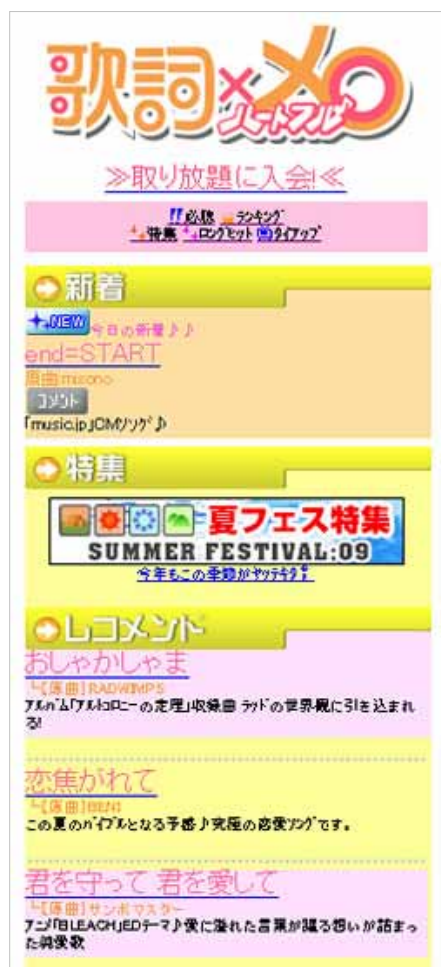 歌詞×メロ
ハートフル
≫取り放題に入会!≪
!!必聴 ランキング
特集 ロングヒット タイアップ
新着
NEW 今日の新着♪♪
end=START
原曲misono
コメント
「music.jp」CMソング♪
特集
夏フェス特集
SUMMER FESTIVAL:09
今年もこの季節がヤッテキタ!!
レコメンド
おしゃかしゃま
└[原曲]RADWIMPS
アルバム「アルトコロニーの定理」収録曲 ラッドの世界観に引き込まれ
る!
恋焦がれて
└[原曲]BENI
この夏のバイブルとなる予感♪究極の恋愛ソングです。
君を守って 君を愛して
└[原曲]サンボマスター
アニメ「BLEACH」EDテーマ♪愛に溢れた言葉が踊る想いが詰まっ
た純愛歌